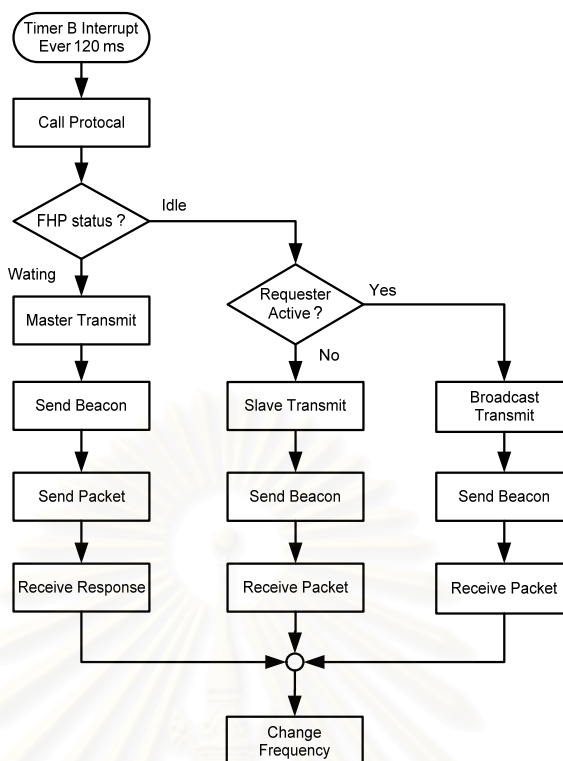 Timer B Interrupt
Ever 120 ms
Call Protocal
FHP status ?
Idle
Wating
Requester
Active ?
Yes
No
Master Transmit
Send Beacon
Send Packet
Receive Response
Slave Transmit
Send Beacon
Receive Packet
Broadcast
Transmit
Send Beacon
Receive Packet
Change
Frequency